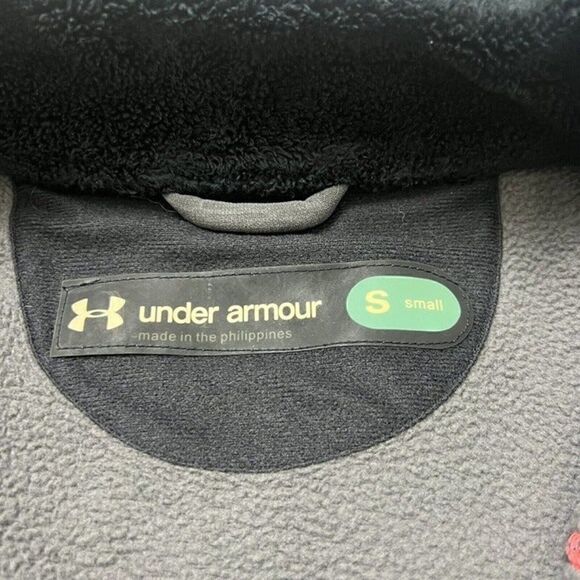 under armour
made in the philippines
S small